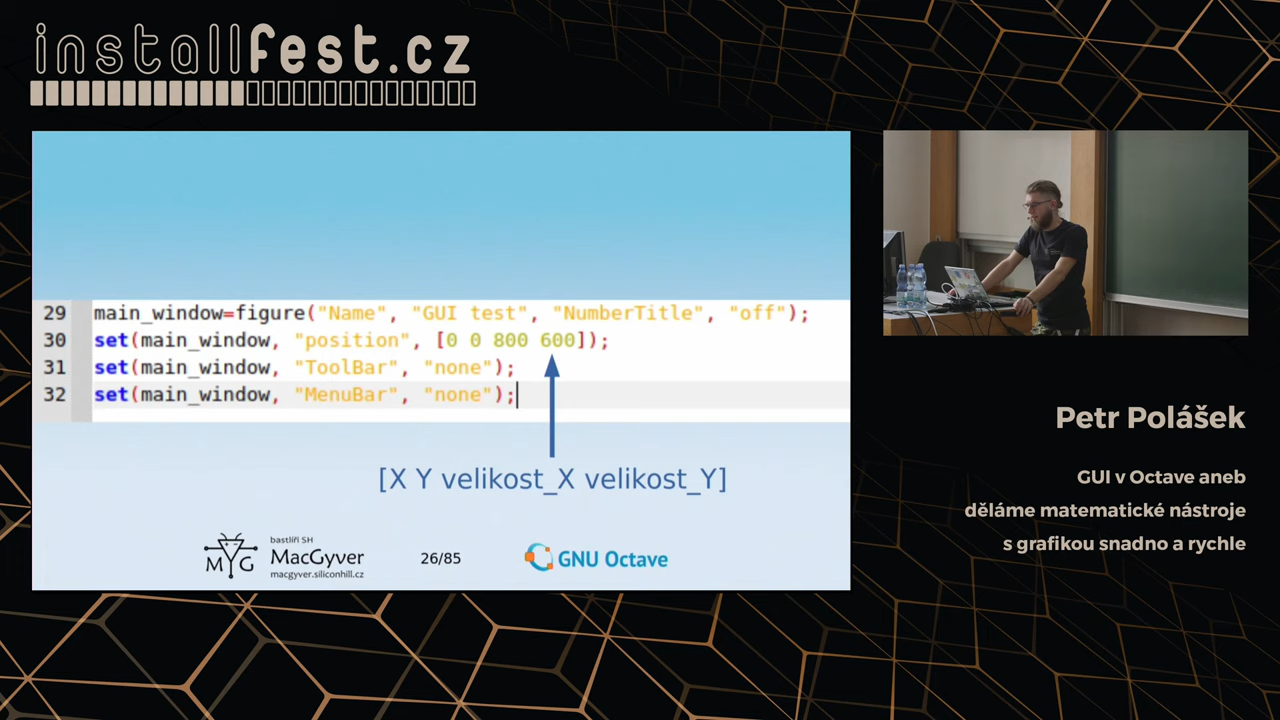 installfest.cz
29 main_window=figure("Name", "GUI test", "NumberTitle", "off");
30 set(main_window, "position", [0 0 800 600]);
31 set(main_window, "ToolBar", "none");
32 set(main_window, "MenuBar", "none");
[X Y velikost_X velikost_Y]
MYG
bastlíři SH
MacGyver
macgyver.siliconhill.cz
26/85
GNU Octave
Petr Polášek
GUI v Octave aneb
děláme matematické nástroje
s grafikou snadno a rychle